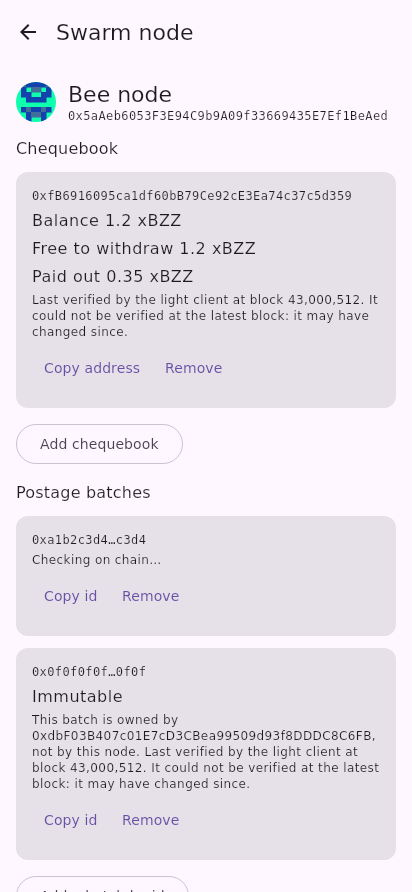 Swarm node
Bee node
0x5aAeb6053F3E94C9b9A09f33669435E7Ef1BeAed
Chequebook
0xfB6916095ca1df60bB79Ce92cE3Ea74c37c5d359
Balance 1.2 xBZZ
Free to withdraw 1.2 xBZZ
Paid out 0.35 xBZZ
Last verified by the light client at block 43,000,512. It
could not be verified at the latest block: it may have
changed since.
Copy address Remove
Add chequebook
Postage batches
0xa1b2c3d4…c3d4
Checking on chain…
Copy id Remove
0x0f0f0f0f…0f0f
Immutable
This batch is owned by
0xdbF03B407c01E7cD3CBea99509d93f8DDDC8C6FB,
not by this node. Last verified by the light client at
block 43,000,512. It could not be verified at the latest
block: it may have changed since.
Copy id Remove